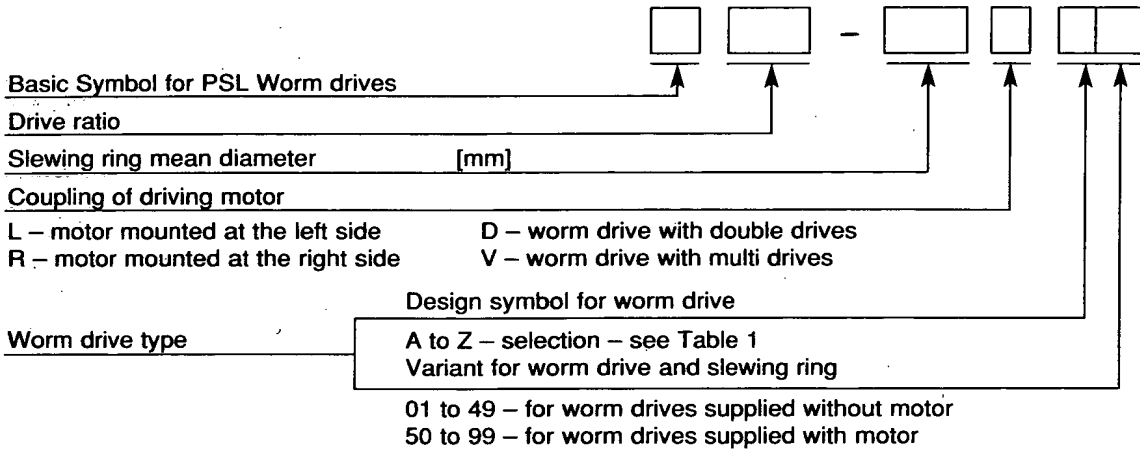 –
Basic Symbol for PSL Worm drives
Drive ratio
Slewing ring mean diameter [mm]
Coupling of driving motor
L – motor mounted at the left side D – worm drive with double drives
R – motor mounted at the right side V – worm drive with multi drives
Design symbol for worm drive
Worm drive type A to Z – selection – see Table 1
Variant for worm drive and slewing ring
01 to 49 – for worm drives supplied without motor
50 to 99 – for worm drives supplied with motor